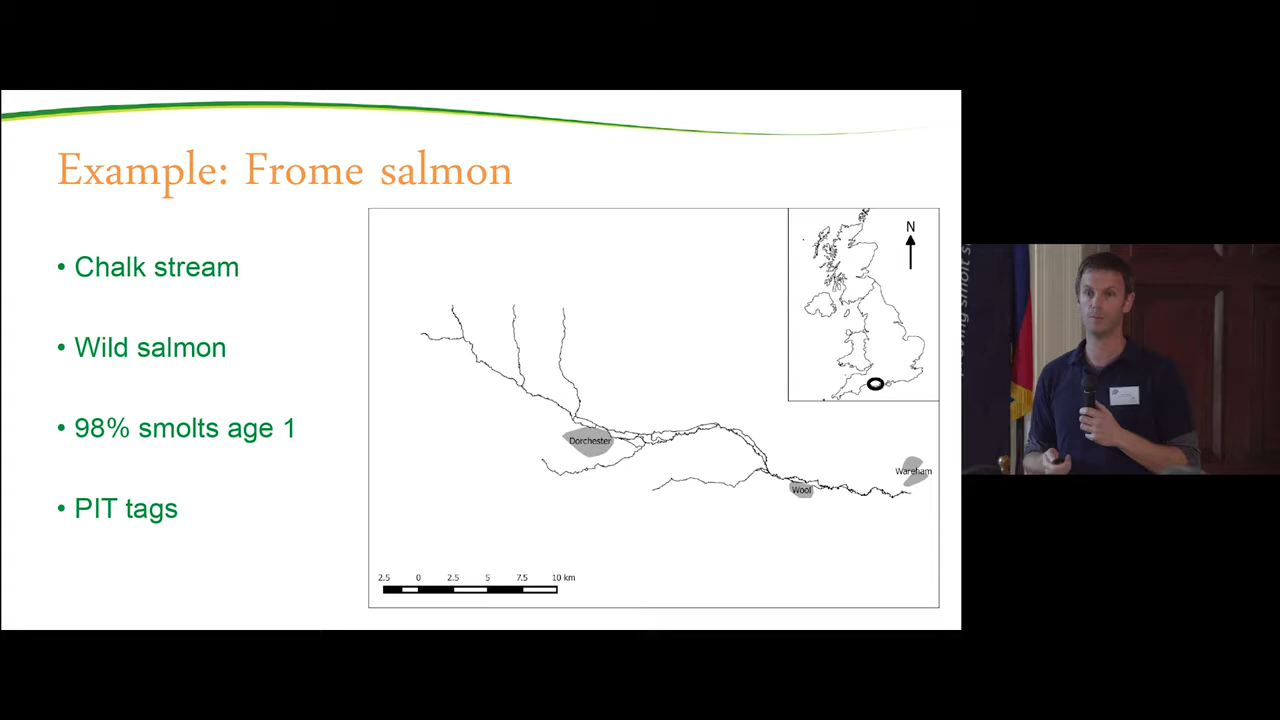 Example: Frome salmon
• Chalk stream
• Wild salmon
• 98% smolts age 1
• PIT tags
N
Dorchester
Wool
Wareham
2.5 0 2.5 5 7.5 10 km